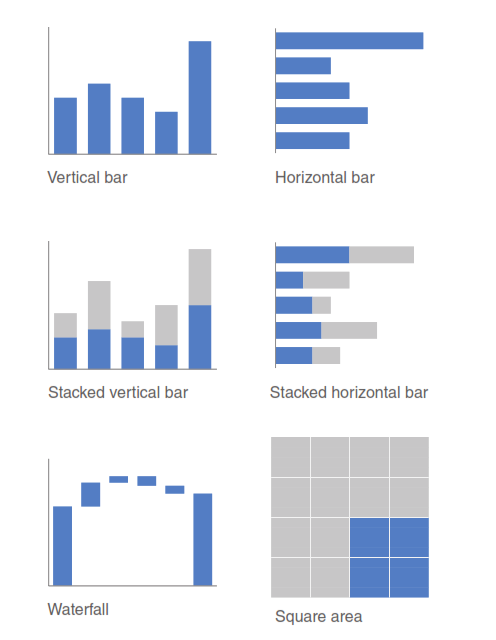 Vertical bar
Horizontal bar
Stacked vertical bar
Stacked horizontal bar
Waterfall
Square area